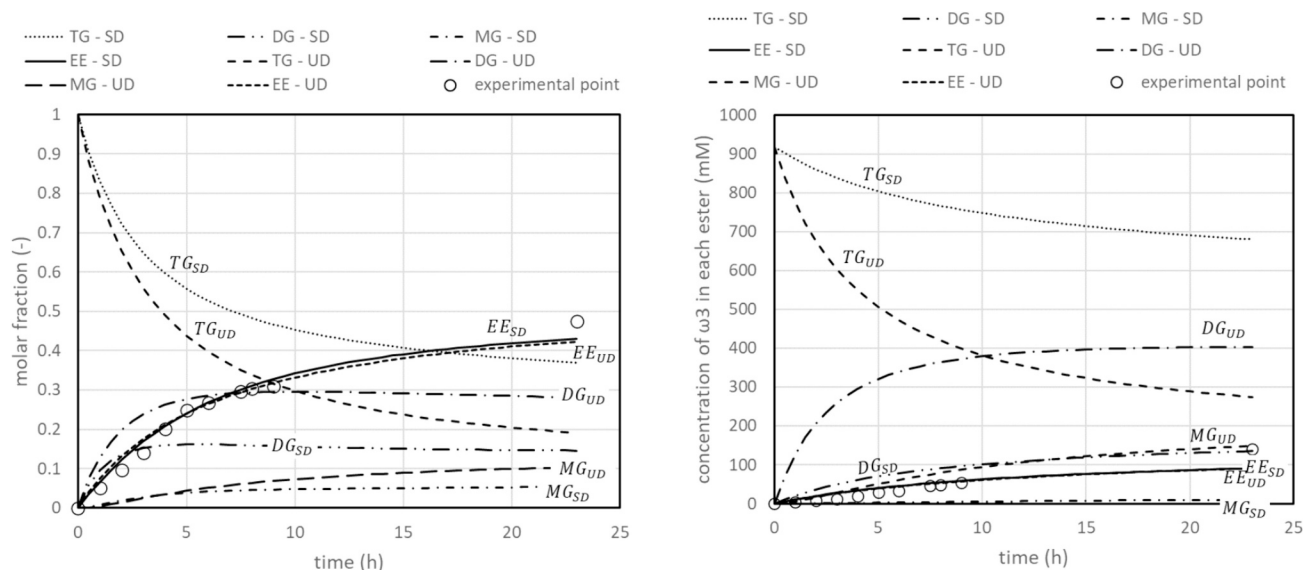 TG - SD DG - SD MG - SD
EE - SD TG - UD DG - UD
MG - UD EE - UD experimental point
1
0.9
0.8
0.7
0.6
0.5
0.4
0.3
0.2
0.1
0
molar fraction (-)
TG_SD
TG_UD
EE_SD
EE_UD
DG_UD
DG_SD
MG_UD
MG_SD
0 5 10 15 20 25
time (h)
TG - SD DG - SD MG - SD
EE - SD TG - UD DG - UD
MG - UD EE - UD experimental point
1000
900
800
700
600
500
400
300
200
100
0
concentration of ω3 in each ester (mM)
TG_SD
TG_UD
DG_UD
MG_UD
DG_SD
EE_SD
EE_UD
MG_SD
0 5 10 15 20 25
time (h)